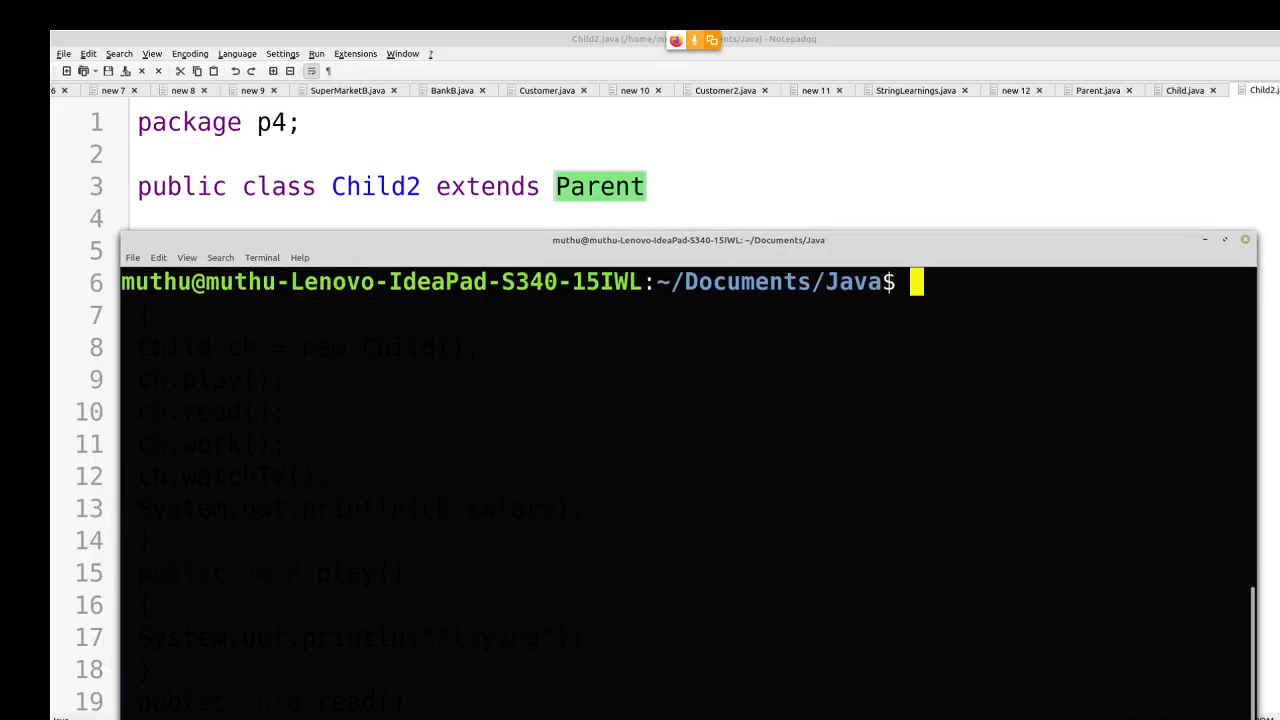 Child2.java (/home/m ents/Java) - Notepadqq
File Edit Search View Encoding Language Settings Run Extensions Window ?
6 new 7 new 8 new 9 SuperMarketB.java BankB.java Customer.java new 10 Customer2.java new 11 StringLearnings.java new 12 Parent.java Child.java Child2.j
1 package p4;
2
3 public class Child2 extends Parent
4
5
muthu@muthu-Lenovo-IdeaPad-S340-15IWL: ~/Documents/Java
File Edit View Search Terminal Help
6 muthu@muthu-Lenovo-IdeaPad-S340-15IWL:~/Documents/Java$
7 {
8 Child ch = new Child();
9 ch.play();
10 ch.read();
11 ch.work();
12 ch.watchTV();
13 System.out.println(ch.salary);
14 }
15 public void play()
16 {
17 System.out.println("Playing");
18 }
19 public void read()